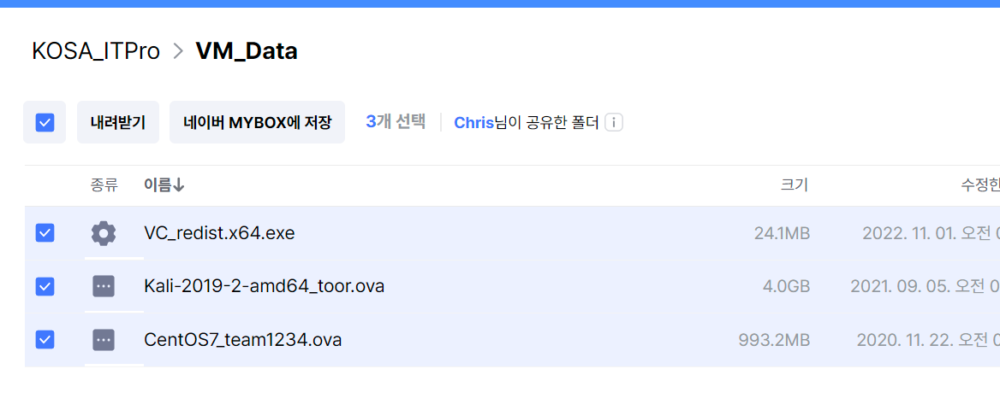 KOSA_ITPro > VM_Data
내려받기 네이버 MYBOX에 저장 3개 선택 Chris님이 공유한 폴더
종류 이름↓ 크기 수정한
VC_redist.x64.exe 24.1MB 2022. 11. 01. 오전
Kali-2019-2-amd64_toor.ova 4.0GB 2021. 09. 05. 오전
CentOS7_team1234.ova 993.2MB 2020. 11. 22. 오전